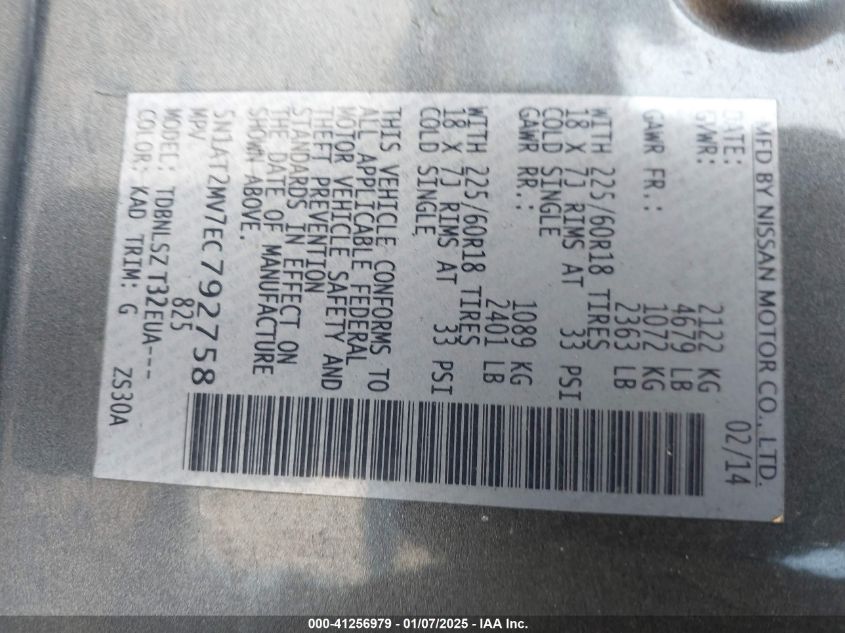 MFD BY NISSAN MOTOR CO., LTD.
DATE: 02/14
GVWR: 2122 KG
4679 LB
GAWR FR.: 1072 KG
2363 LB
WITH 225/60R18 TIRES
18 X 7J RIMS AT 33 PSI
COLD SINGLE
GAWR RR.: 1089 KG
2401 LB
WITH 225/60R18 TIRES
18 X 7J RIMS AT 33 PSI
COLD SINGLE
THIS VEHICLE CONFORMS TO
ALL APPLICABLE FEDERAL
MOTOR VEHICLE SAFETY AND
THEFT PREVENTION
STANDARDS IN EFFECT ON
THE DATE OF MANUFACTURE
SHOWN ABOVE.
5N1AT2MV7EC792758
MPV 825
MODEL: TDBNLSZ T32EUA---
COLOR: KAD TRIM: G ZS30A
000-41256979 — 01/07/2025 - IAA Inc.